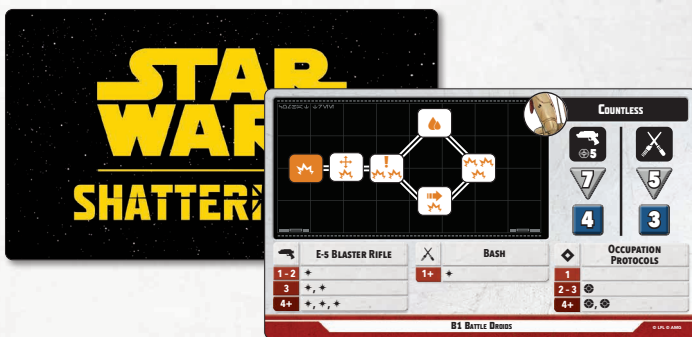 STAR
WAR
SHATTER
COUNTLESS
5
7 5
4 3
E-5 BLASTER RIFLE
1 - 2
3
4+
BASH
1+
OCCUPATION
PROTOCOLS
1
2 - 3
4+
B1 BATTLE DROIDS
© LFL © AMG